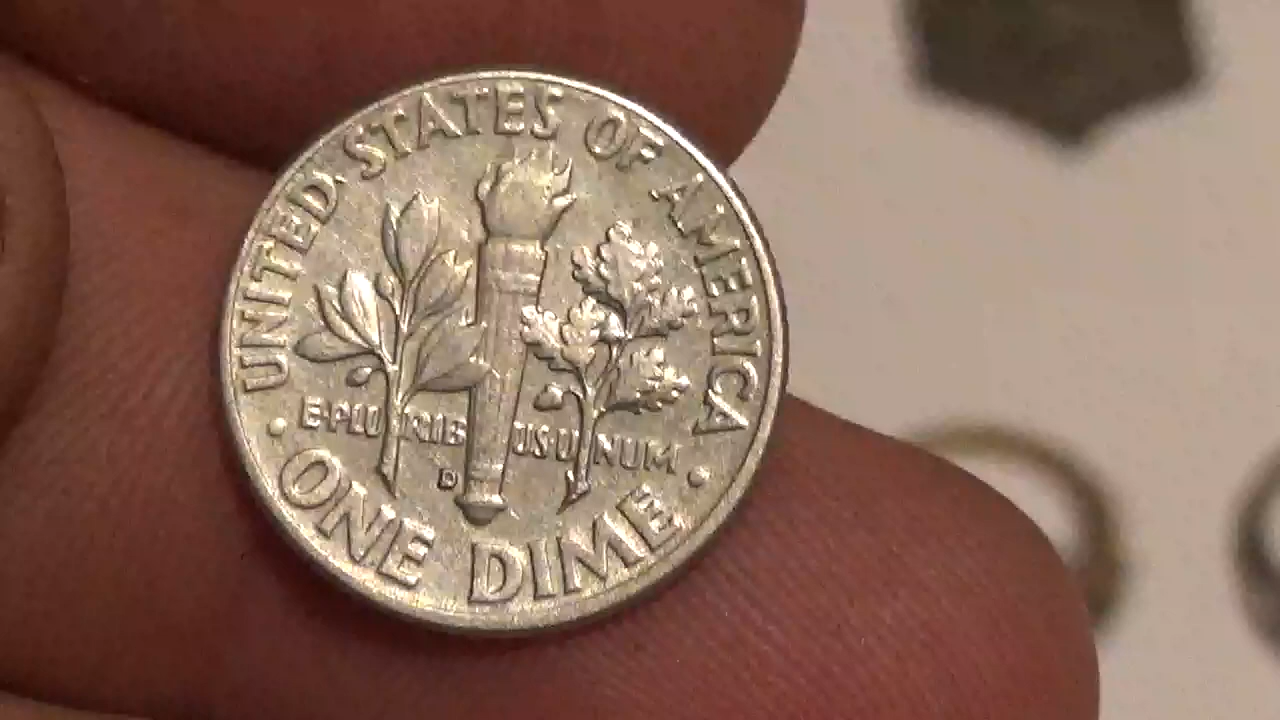 UNITED STATES OF AMERICA
E·PLURIBUS·UNUM
D
· ONE DIME ·